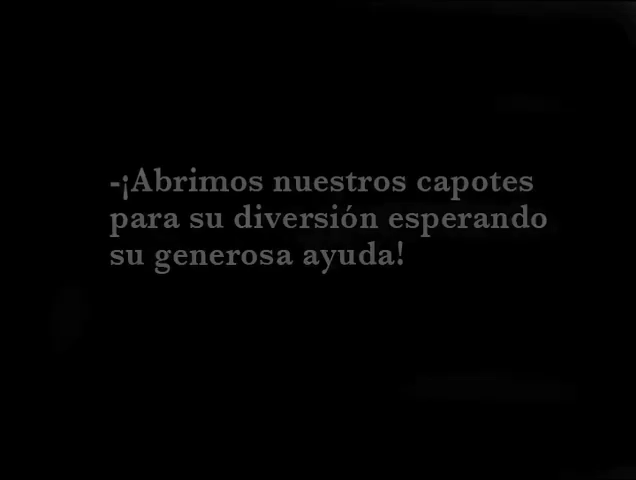 -¡Abrimos nuestros capotes
para su diversión esperando
su generosa ayuda!